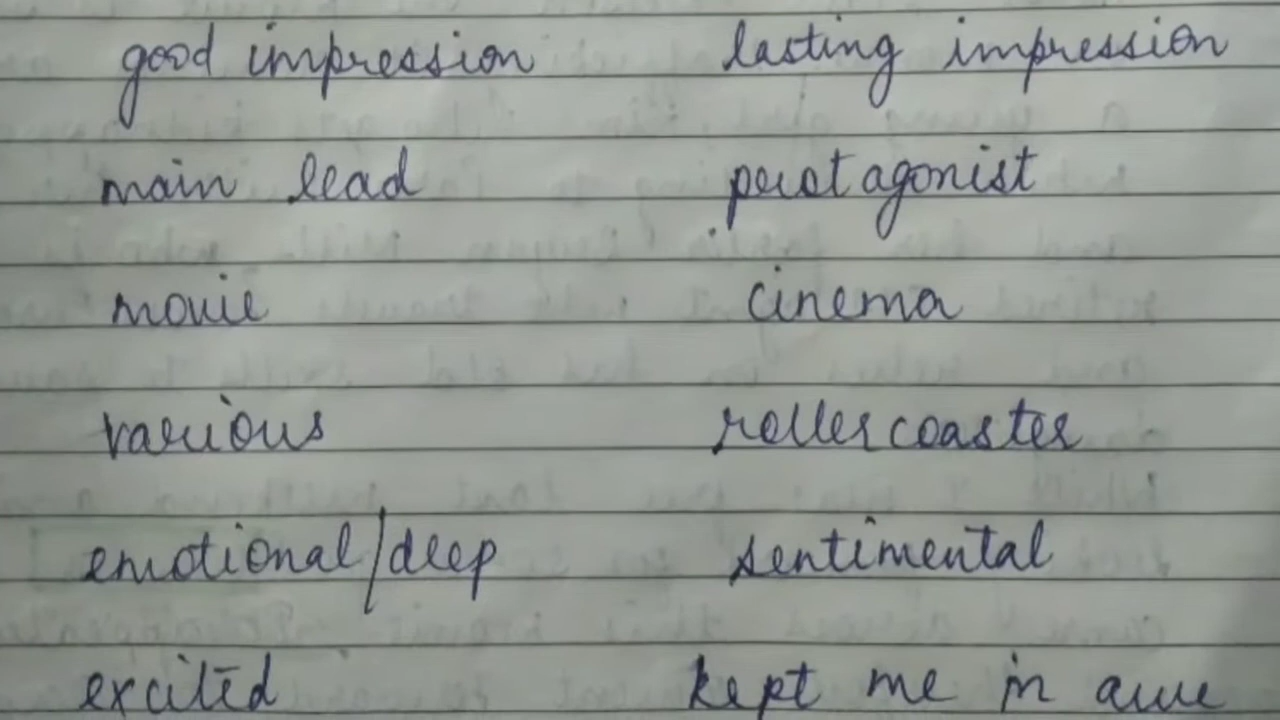 good impression lasting impression
main lead protagonist
movie cinema
various rollercoaster
emotional/deep sentimental
excited kept me in awe